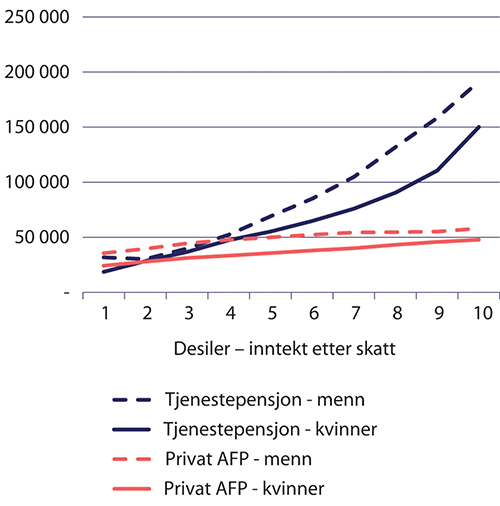 250 000
200 000
150 000
100 000
50 000
-
1 2 3 4 5 6 7 8 9 10
Desiler – inntekt etter skatt
Tjenestepensjon - menn
Tjenestepensjon - kvinner
Privat AFP - menn
Privat AFP - kvinner